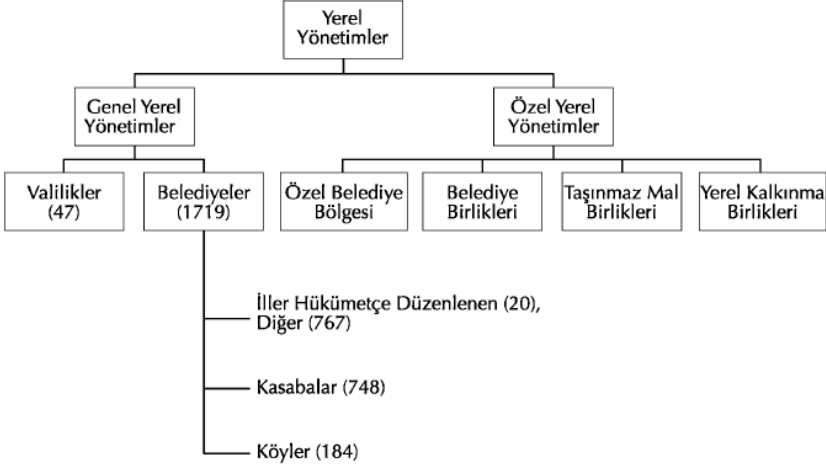 Yerel
Yönetimler
Genel Yerel
Yönetimler
Özel Yerel
Yönetimler
Valilikler
(47)
Belediyeler
(1719)
Özel Belediye
Bölgesi
Belediye
Birlikleri
Taşınmaz Mal
Birlikleri
Yerel Kalkınma
Birlikleri
İller Hükümetçe Düzenlenen (20),
Diğer (767)
Kasabalar (748)
Köyler (184)